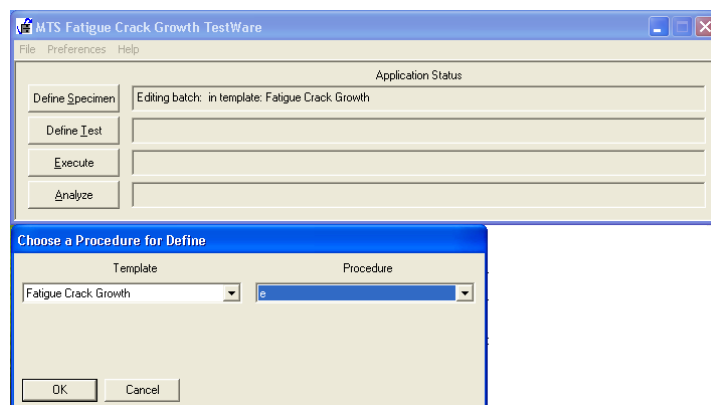 MTS Fatigue Crack Growth TestWare
File Preferences Help
Application Status
Define Specimen Editing batch: in template: Fatigue Crack Growth
Define Test
Execute
Analyze
Choose a Procedure for Define
Template Procedure
Fatigue Crack Growth e
OK Cancel